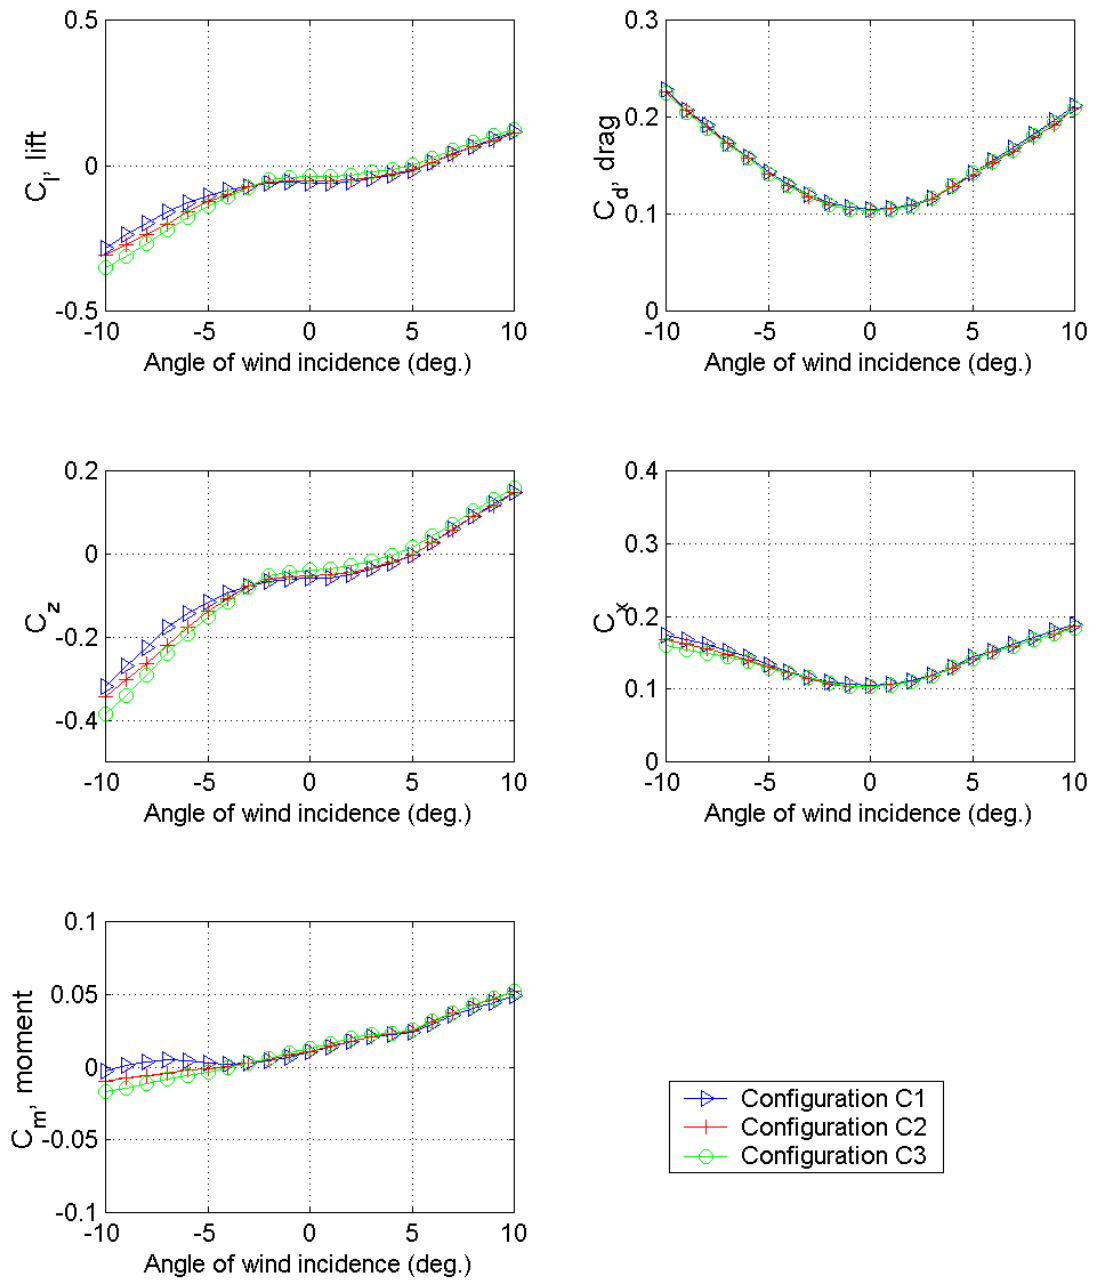 0.5
0
-0.5
C_l, lift
-10 -5 0 5 10
Angle of wind incidence (deg.)
0.3
0.2
0.1
0
C_d, drag
-10 -5 0 5 10
Angle of wind incidence (deg.)
0.2
0
-0.2
-0.4
C_z
-10 -5 0 5 10
Angle of wind incidence (deg.)
0.4
0.3
0.2
0.1
0
C_x
-10 -5 0 5 10
Angle of wind incidence (deg.)
0.1
0.05
0
-0.05
-0.1
C_m, moment
-10 -5 0 5 10
Angle of wind incidence (deg.)
Configuration C1
Configuration C2
Configuration C3